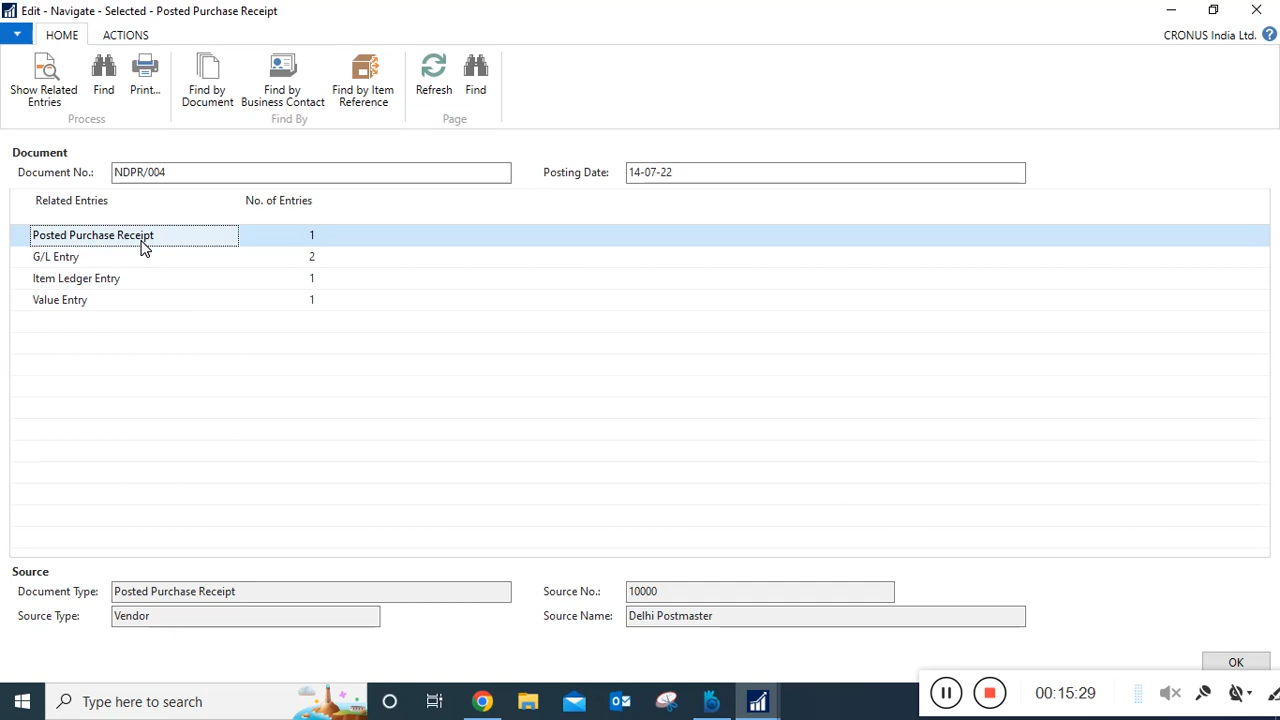 Edit - Navigate - Selected - Posted Purchase Receipt
HOME ACTIONS CRONUS India Ltd.
Show Related Entries
Find
Print...
Find by Document
Find by Business Contact
Find by Item Reference
Refresh
Find
Process Find By Page
Document
Document No.: NDPR/004 Posting Date: 14-07-22
Related Entries No. of Entries
Posted Purchase Receipt 1
G/L Entry 2
Item Ledger Entry 1
Value Entry 1
Source
Document Type: Posted Purchase Receipt Source No.: 10000
Source Type: Vendor Source Name: Delhi Postmaster
OK
Type here to search 00:15:29